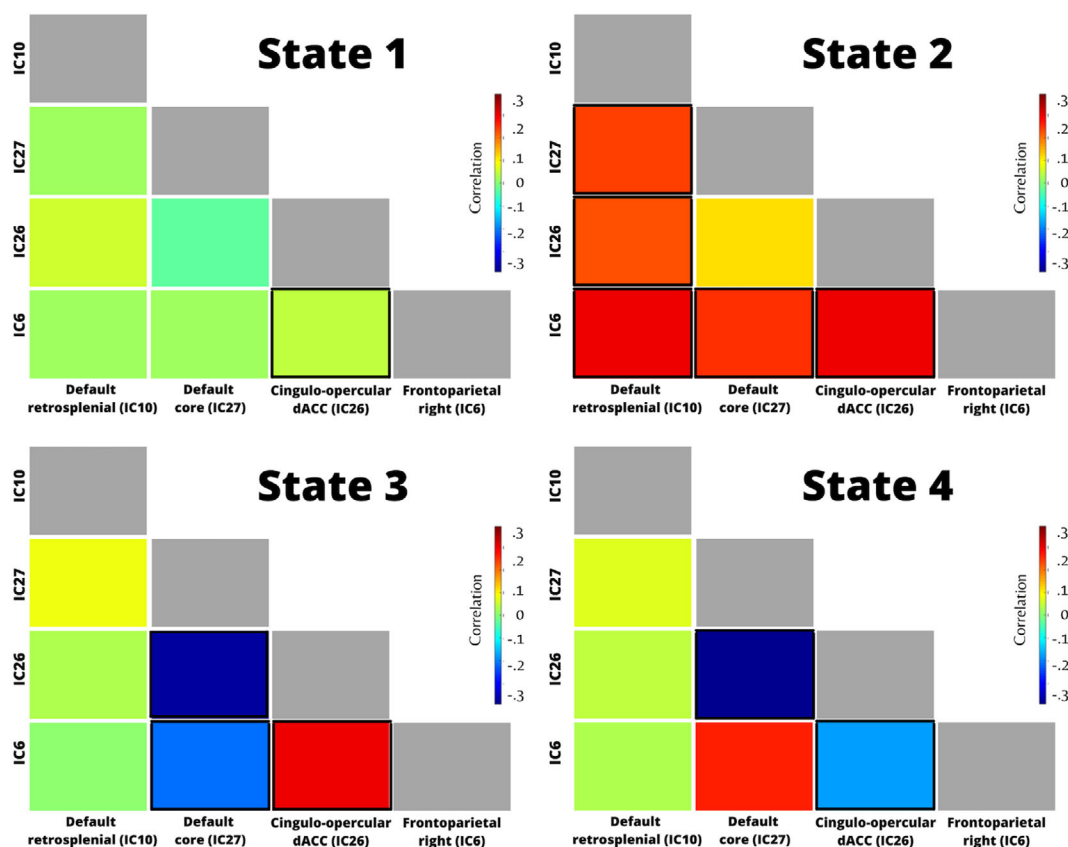 State 1
IC10
IC27
IC26
IC6
Correlation
.3
.2
.1
0
-.1
-.2
-.3
Default
retrosplenial (IC10)
Default
core (IC27)
Cingulo-opercular
dACC (IC26)
Frontoparietal
right (IC6)
State 2
IC10
IC27
IC26
IC6
Correlation
.3
.2
.1
0
-.1
-.2
-.3
Default
retrosplenial (IC10)
Default
core (IC27)
Cingulo-opercular
dACC (IC26)
Frontoparietal
right (IC6)
State 3
IC10
IC27
IC26
IC6
Correlation
.3
.2
.1
0
-.1
-.2
-.3
Default
retrosplenial (IC10)
Default
core (IC27)
Cingulo-opercular
dACC (IC26)
Frontoparietal
right (IC6)
State 4
IC10
IC27
IC26
IC6
Correlation
.3
.2
.1
0
-.1
-.2
-.3
Default
retrosplenial (IC10)
Default
core (IC27)
Cingulo-opercular
dACC (IC26)
Frontoparietal
right (IC6)